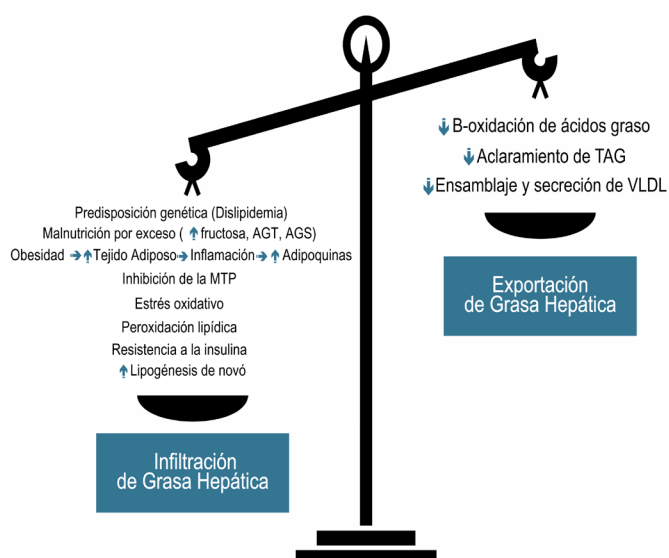 Predisposición genética (Dislipidemia)
Malnutrición por exceso ( ↑ fructosa, AGT, AGS)
Obesidad → ↑ Tejido Adiposo → Inflamación → ↑ Adipoquinas
Inhibición de la MTP
Estrés oxidativo
Peroxidación lipídica
Resistencia a la insulina
↑ Lipogénesis de novó
Infiltración
de Grasa Hepática
↓ B-oxidación de ácidos graso
↓ Aclaramiento de TAG
↓ Ensamblaje y secreción de VLDL
Exportación
de Grasa Hepática